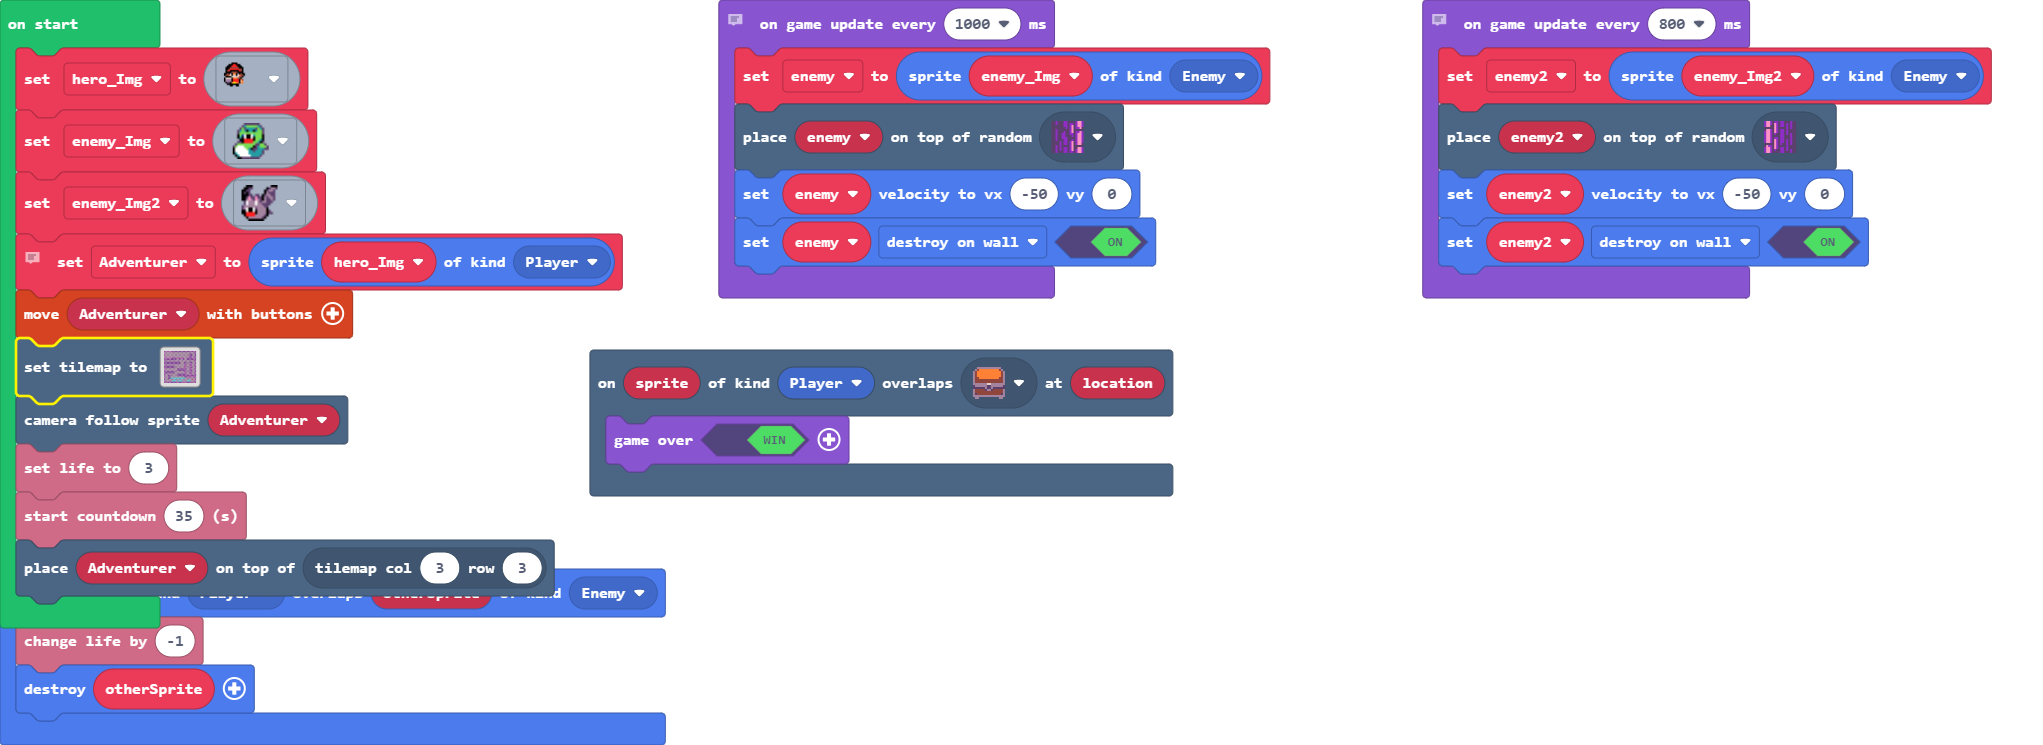 on start
set hero_Img to
set enemy_Img to
set enemy_Img2 to
set Adventurer to sprite hero_Img of kind Player
move Adventurer with buttons
set tilemap to
camera follow sprite Adventurer
set life to 3
start countdown 35 (s)
place Adventurer on top of tilemap col 3 row 3
Enemy
change life by -1
destroy otherSprite
on game update every 1000 ms
set enemy to sprite enemy_Img of kind Enemy
place enemy on top of random
set enemy velocity to vx -50 vy 0
set enemy destroy on wall ON
on sprite of kind Player overlaps at location
game over WIN
on game update every 800 ms
set enemy2 to sprite enemy_Img2 of kind Enemy
place enemy2 on top of random
set enemy2 velocity to vx -50 vy 0
set enemy2 destroy on wall ON